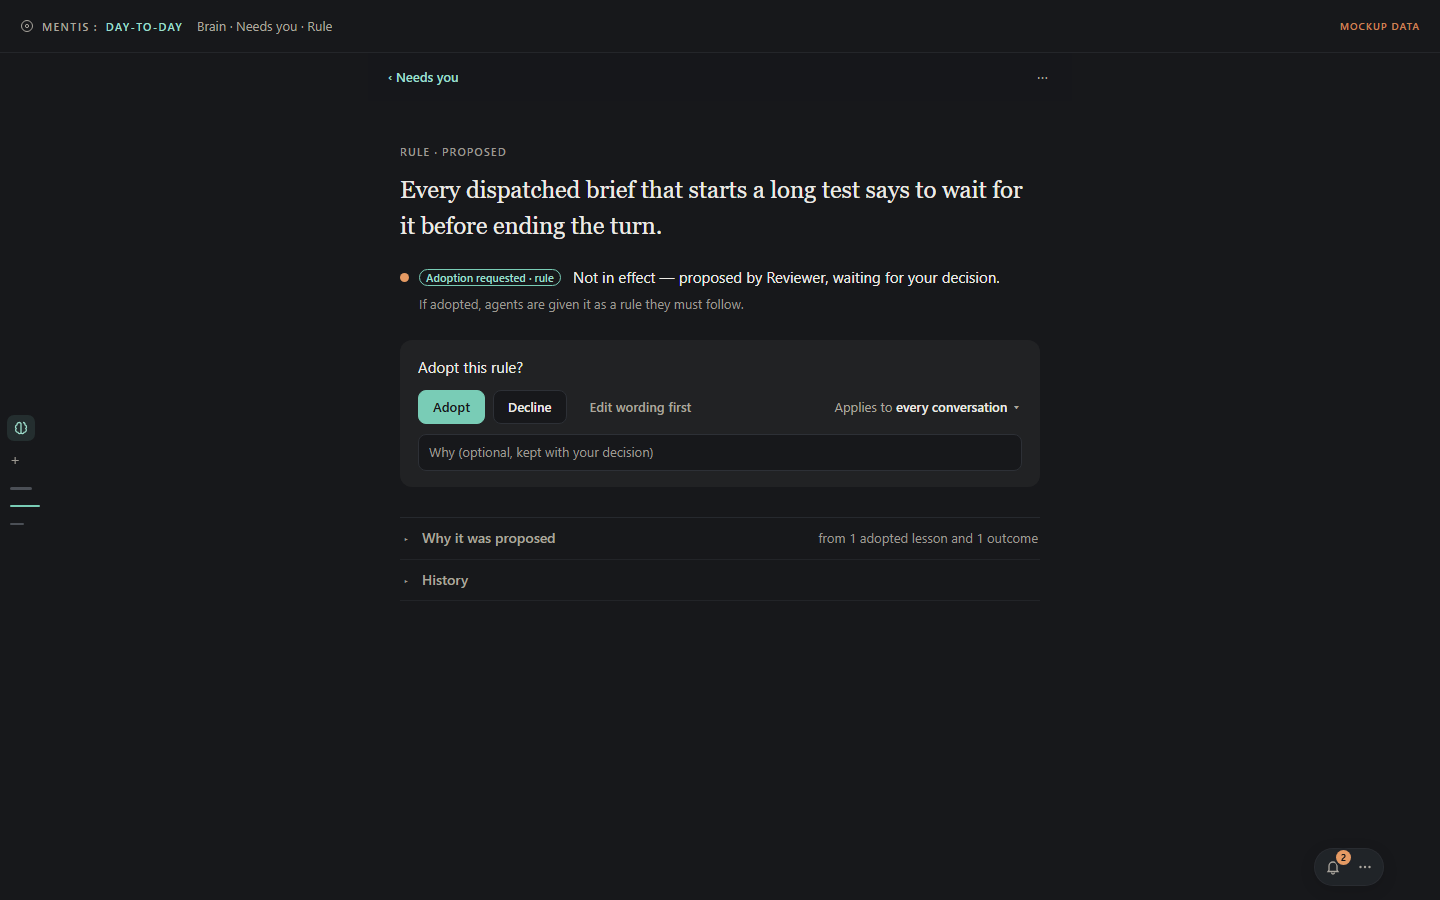 MENTIS : DAY-TO-DAY Brain · Needs you · Rule
MOCKUP DATA
‹ Needs you
···
RULE · PROPOSED
Every dispatched brief that starts a long test says to wait for
it before ending the turn.
Adoption requested · rule Not in effect — proposed by Reviewer, waiting for your decision.
If adopted, agents are given it as a rule they must follow.
Adopt this rule?
Adopt Decline Edit wording first Applies to every conversation
Why (optional, kept with your decision)
Why it was proposed from 1 adopted lesson and 1 outcome
History
2